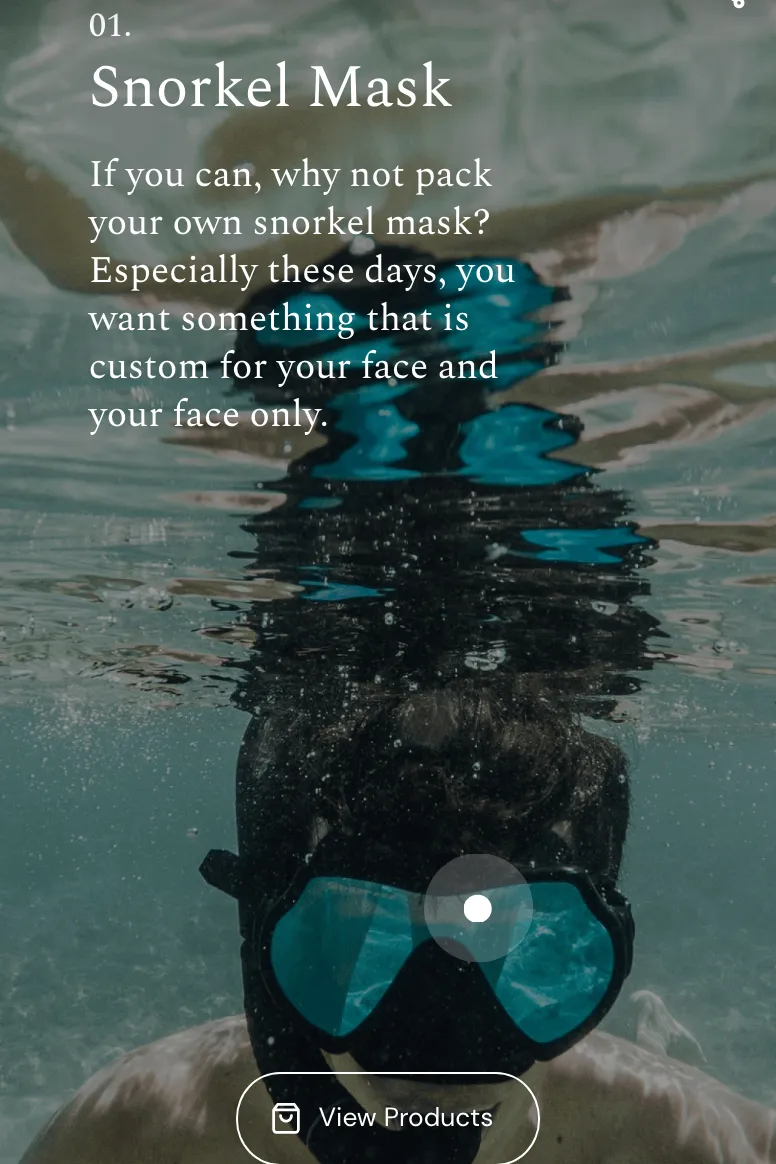 01.
Snorkel Mask
If you can, why not pack
your own snorkel mask?
Especially these days, you
want something that is
custom for your face and
your face only.
View Products